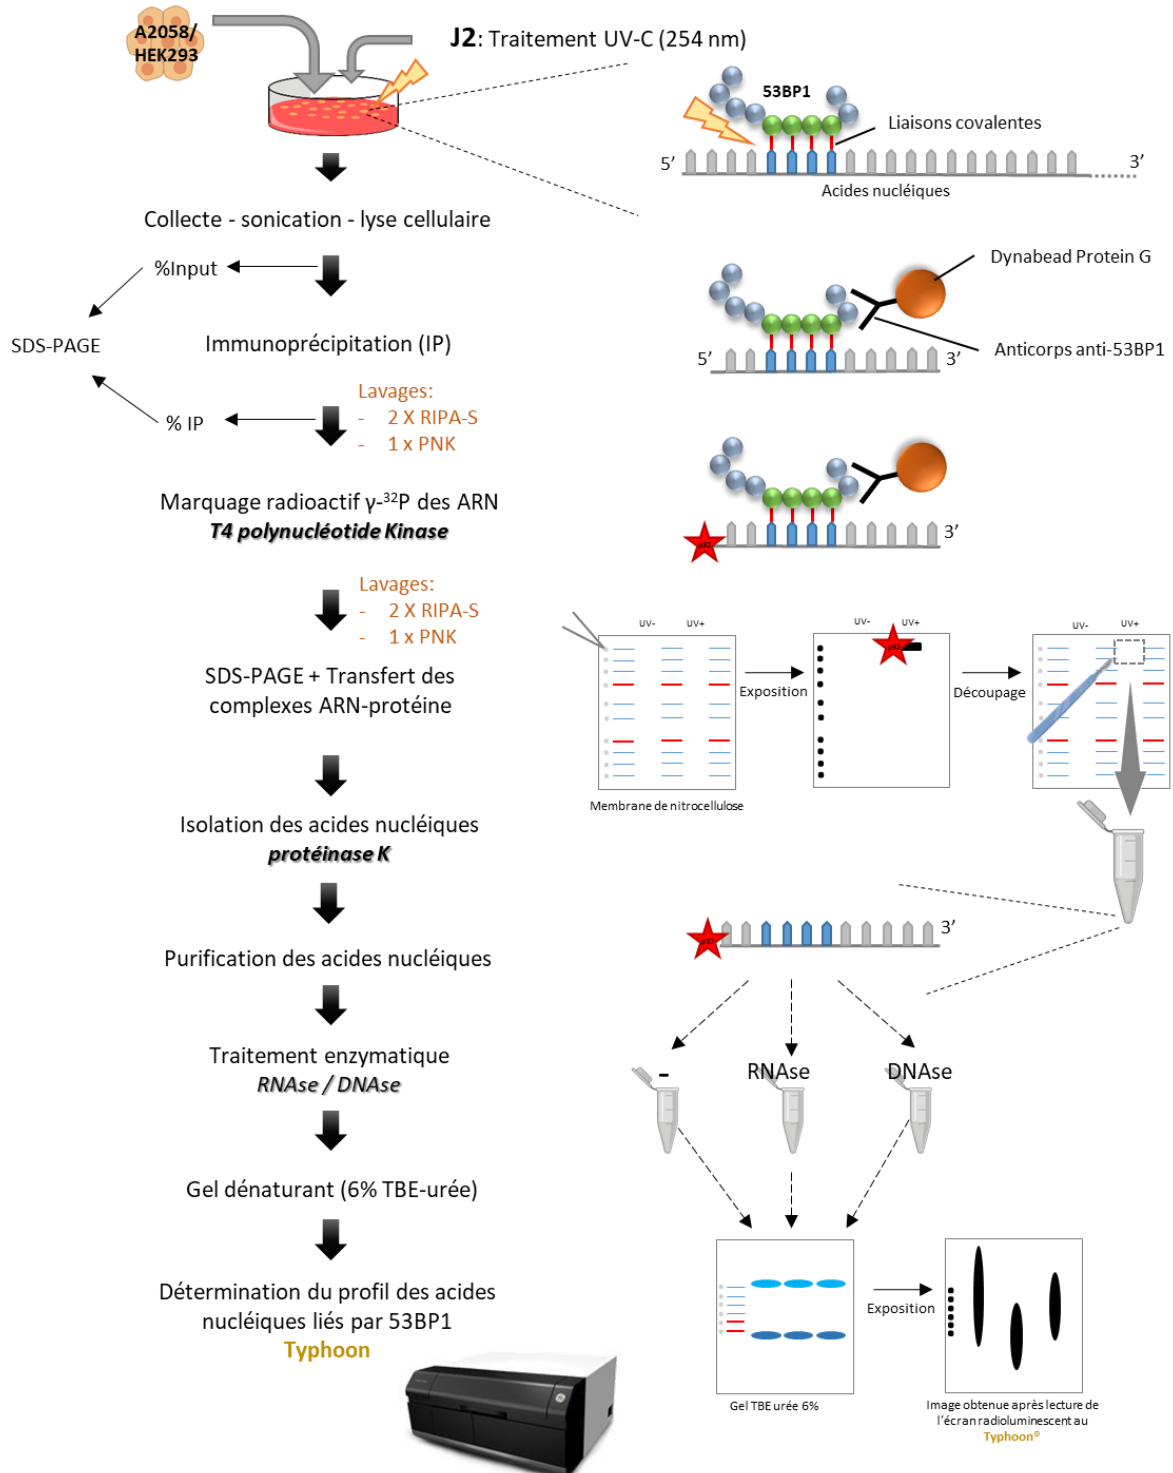 A2058/
HEK293
J2: Traitement UV-C (254 nm)
53BP1
Liaisons covalentes
5’
3’
Acides nucléiques
Collecte - sonication - lyse cellulaire
%Input
Dynabead Protein G
SDS-PAGE
Immunoprécipitation (IP)
5’
3’
Anticorps anti-53BP1
% IP
Lavages:
- 2 X RIPA-S
- 1 x PNK
Marquage radioactif γ-³²P des ARN
T4 polynucléotide Kinase
3’
p32
Lavages:
- 2 X RIPA-S
- 1 x PNK
UV-
UV+
UV-
UV+
UV-
UV+
p32
Exposition
Découpage
SDS-PAGE + Transfert des
complexes ARN-protéine
Membrane de nitrocellulose
Isolation des acides nucléiques
protéinase K
3’
p32
Purification des acides nucléiques
Traitement enzymatique
RNAse / DNAse
-
RNAse
DNAse
Gel dénaturant (6% TBE-urée)
Détermination du profil des acides
nucléiques liés par 53BP1
Typhoon
Exposition
Gel TBE urée 6%
Image obtenue après lecture de
l’écran radioluminescent au
Typhoon®